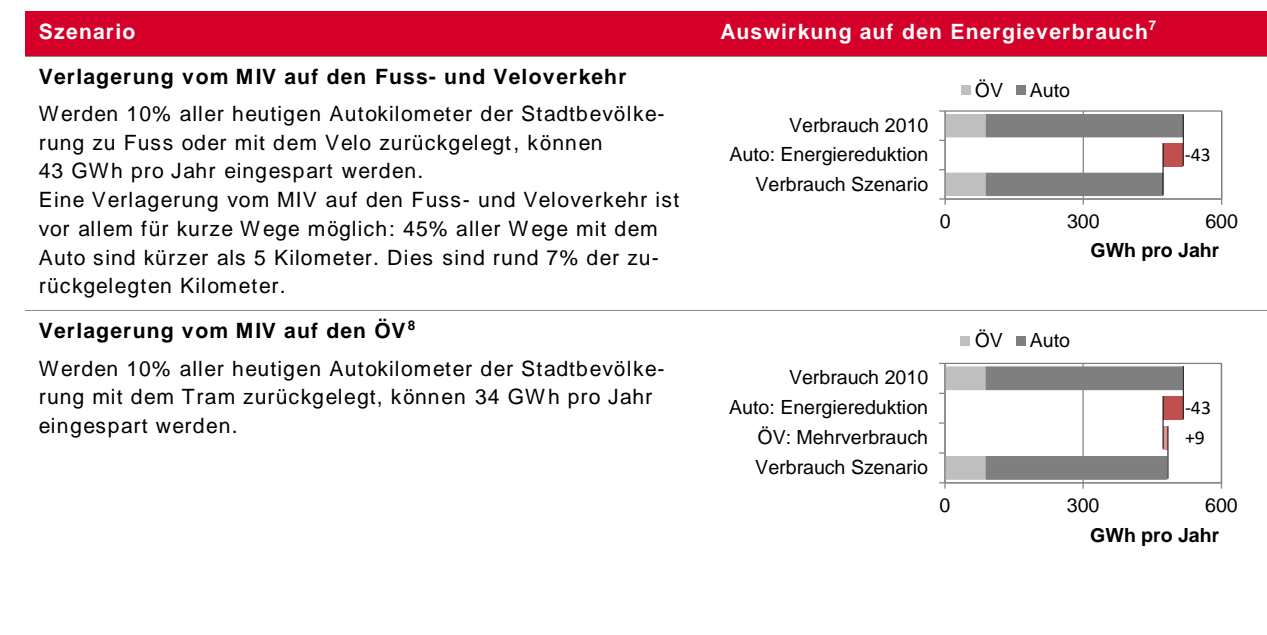 Szenario
Auswirkung auf den Energieverbrauch⁷
Verlagerung vom MIV auf den Fuss- und Veloverkehr
Werden 10% aller heutigen Autokilometer der Stadtbevölke-
rung zu Fuss oder mit dem Velo zurückgelegt, können
43 GWh pro Jahr eingespart werden.
Eine Verlagerung vom MIV auf den Fuss- und Veloverkehr ist
vor allem für kurze Wege möglich: 45% aller Wege mit dem
Auto sind kürzer als 5 Kilometer. Dies sind rund 7% der zu-
rückgelegten Kilometer.
ÖV Auto
Verbrauch 2010
Auto: Energiereduktion -43
Verbrauch Szenario
0 300 600
GWh pro Jahr
Verlagerung vom MIV auf den ÖV⁸
Werden 10% aller heutigen Autokilometer der Stadtbevölke-
rung mit dem Tram zurückgelegt, können 34 GWh pro Jahr
eingespart werden.
ÖV Auto
Verbrauch 2010
Auto: Energiereduktion -43
ÖV: Mehrverbrauch +9
Verbrauch Szenario
0 300 600
GWh pro Jahr